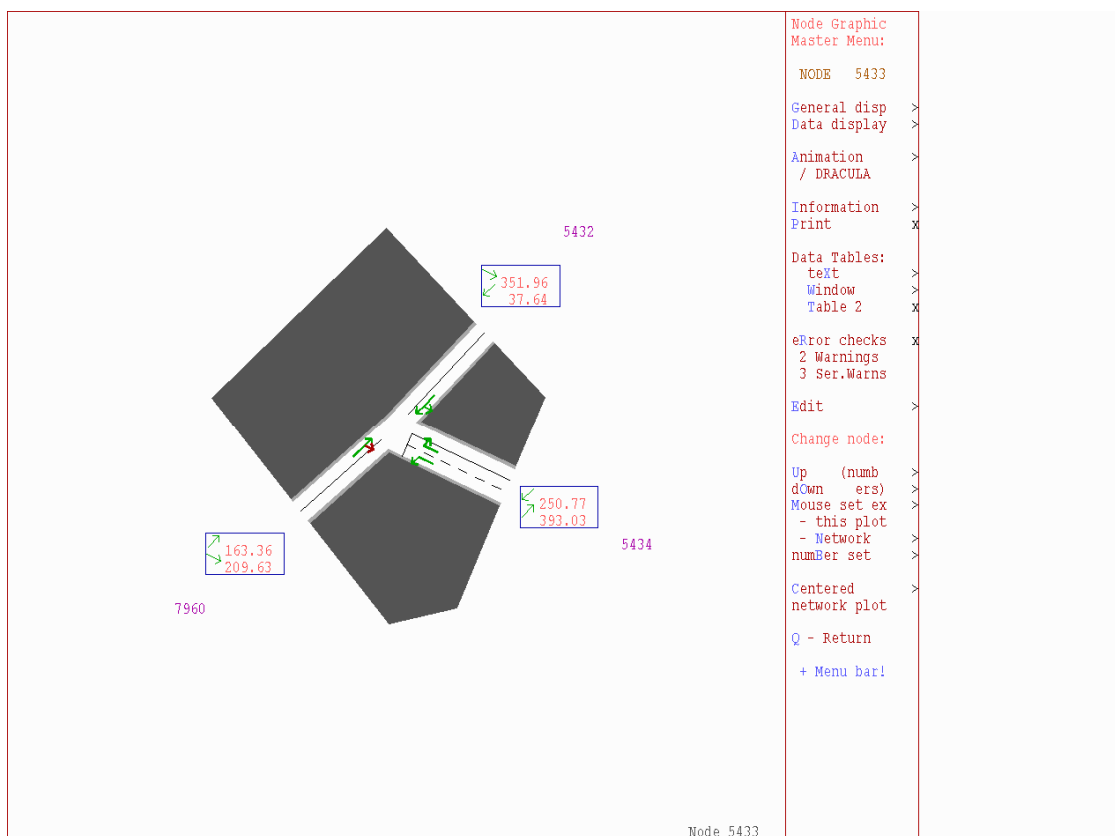 5432
351.96
37.64
250.77
393.03
5434
163.36
209.63
7960
Node 5433
Node Graphic
Master Menu:
NODE 5433
General disp >
Data display >
Animation >
/ DRACULA
Information >
Print x
Data Tables:
teXt >
Window >
Table 2 x
eRror checks x
2 Warnings
3 Ser.Warns
Edit >
Change node:
Up (numb >
dOwn ers) >
Mouse set ex >
- this plot
- Network >
numBer set >
Centered >
network plot
Q - Return
+ Menu bar!